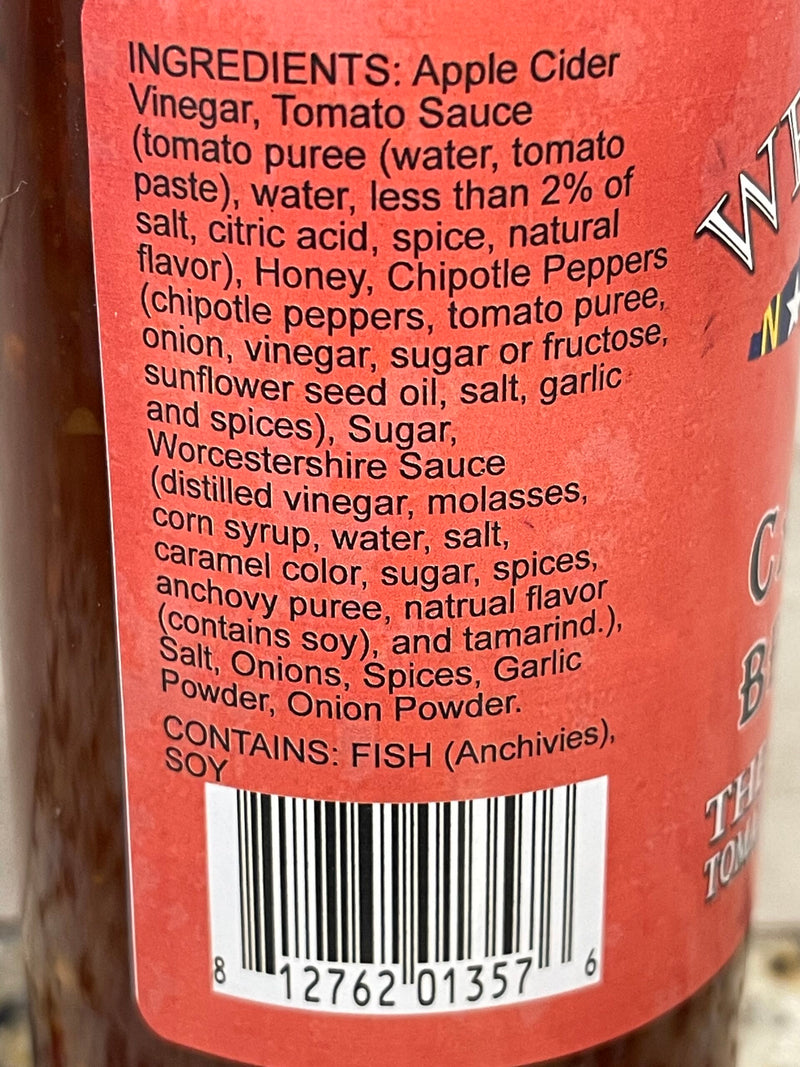 INGREDIENTS: Apple Cider
Vinegar, Tomato Sauce
(tomato puree (water, tomato
paste), water, less than 2% of
salt, citric acid, spice, natural
flavor), Honey, Chipotle Peppers
(chipotle peppers, tomato puree,
onion, vinegar, sugar or fructose,
sunflower seed oil, salt, garlic
and spices), Sugar,
Worcestershire Sauce
(distilled vinegar, molasses,
corn syrup, water, salt,
caramel color, sugar, spices,
anchovy puree, natrual flavor
(contains soy), and tamarind.),
Salt, Onions, Spices, Garlic
Powder, Onion Powder.
CONTAINS: FISH (Anchivies),
SOY
8 12762 01357 6
N